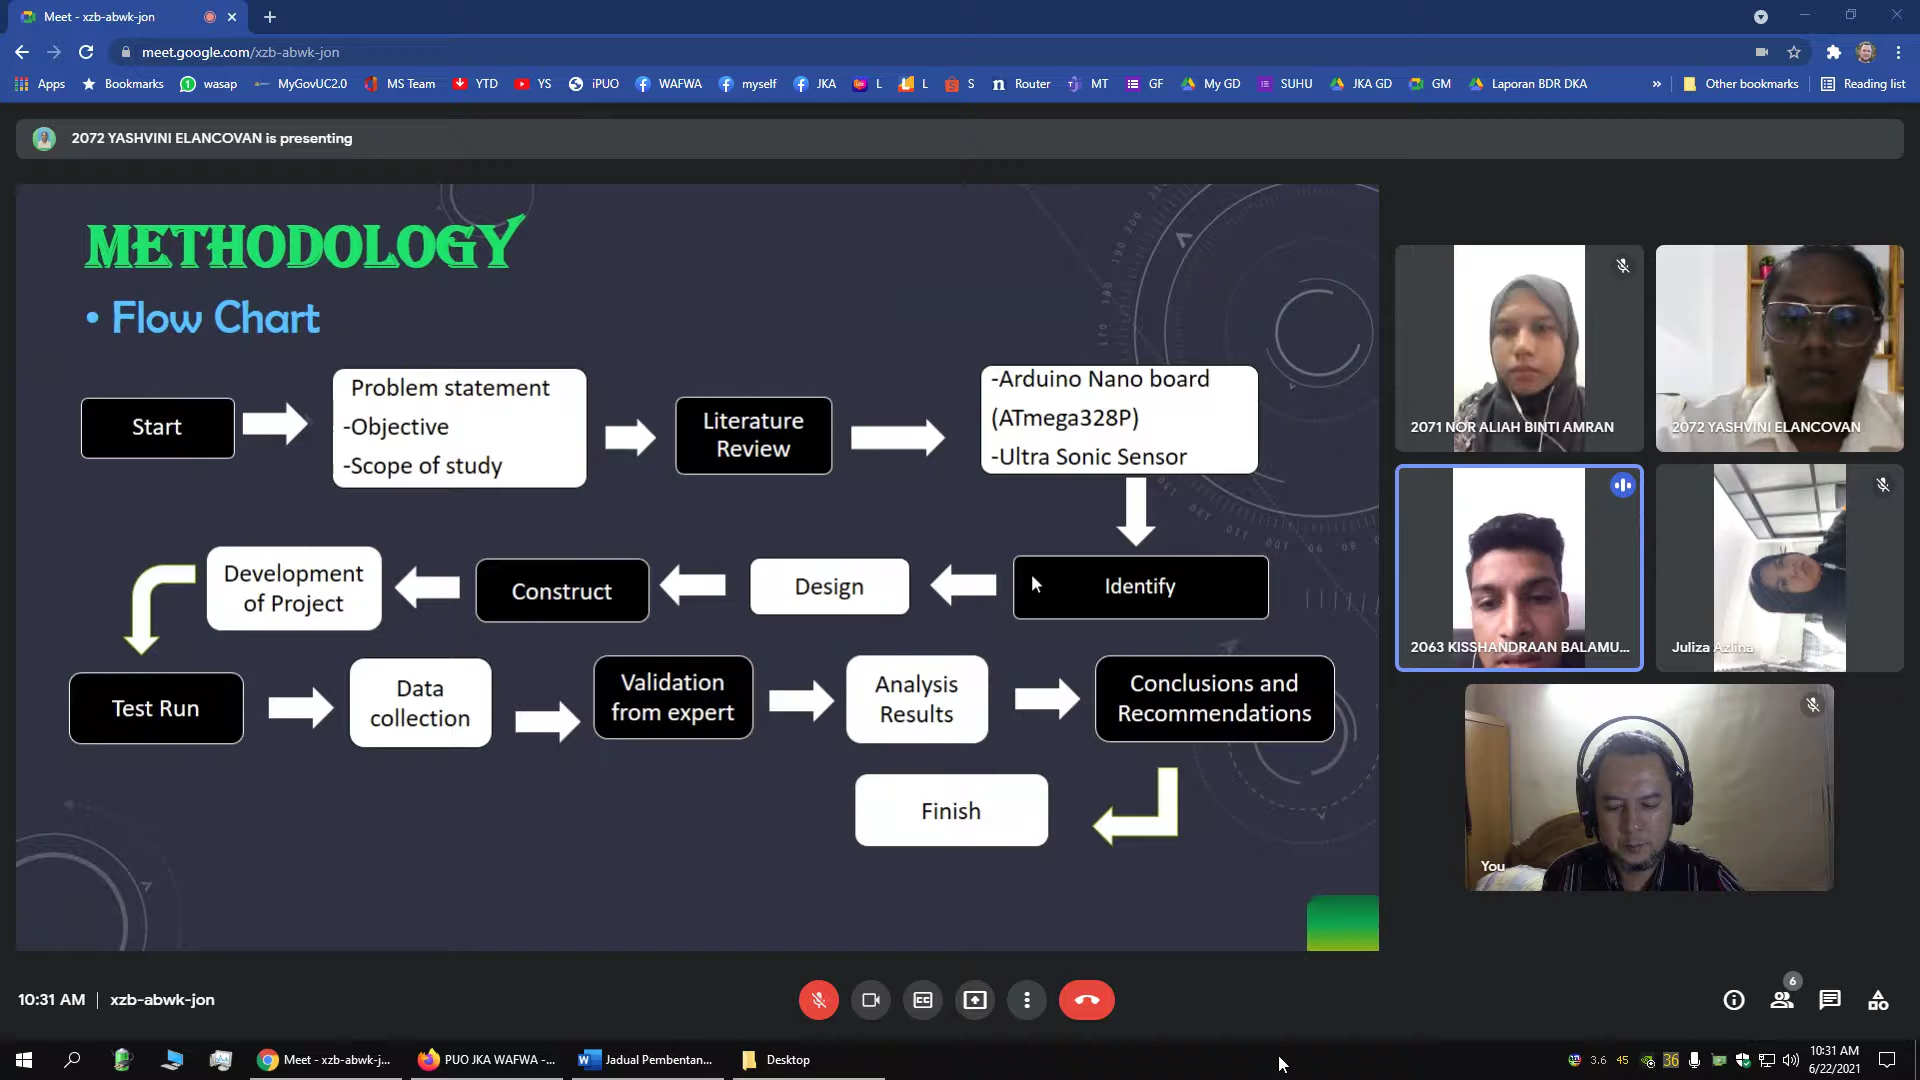 Meet - xzb-abwk-jon
meet.google.com/xzb-abwk-jon
Apps Bookmarks wasap MyGovUC2.0 MS Team YTD YS iPUO WAFWA myself JKA L L S Router MT GF My GD SUHU JKA GD GM Laporan BDR DKA » Other bookmarks Reading list
2072 YASHVINI ELANCOVAN is presenting
METHODOLOGY
• Flow Chart
Start
Problem statement
-Objective
-Scope of study
Literature
Review
-Arduino Nano board
(ATmega328P)
-Ultra Sonic Sensor
Identify
Design
Construct
Development
of Project
Test Run
Data
collection
Validation
from expert
Analysis
Results
Conclusions and
Recommendations
Finish
2071 NOR ALIAH BINTI AMRAN
2072 YASHVINI ELANCOVAN
2063 KISSHANDRAAN BALAMU...
Juliza Azlina
You
10:31 AM | xzb-abwk-jon
6
Meet - xzb-abwk-j...
PUO JKA WAFWA -...
Jadual Pembentan...
Desktop
3.6 45 36
10:31 AM
6/22/2021